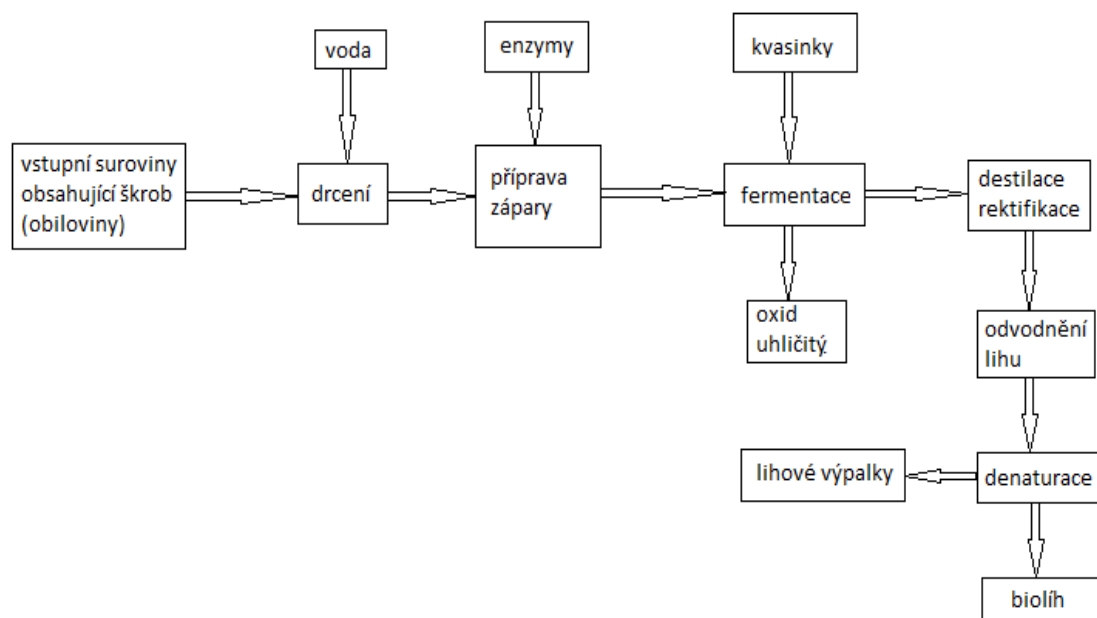 voda
enzymy
kvasinky
vstupní suroviny
obsahující škrob
(obiloviny)
drcení
příprava
zápary
fermentace
destilace
rektifikace
oxid
uhličitý
odvodnění
lihu
lihové výpalky
denaturace
biolíh